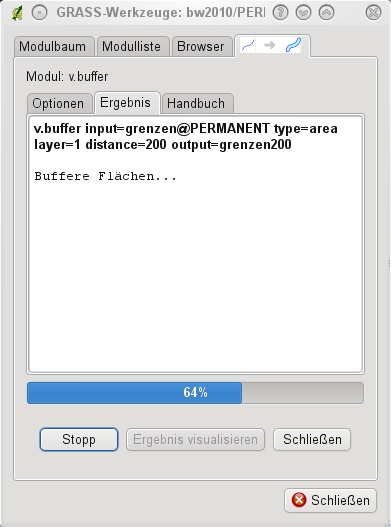 GRASS-Werkzeuge: bw2010/PERI
Modulbaum Modulliste Browser
Modul: v.buffer
Optionen Ergebnis Handbuch
v.buffer input=grenzen@PERMANENT type=area
layer=1 distance=200 output=grenzen200
Buffere Flächen...
64%
Stopp Ergebnis visualisieren Schließen
Schließen